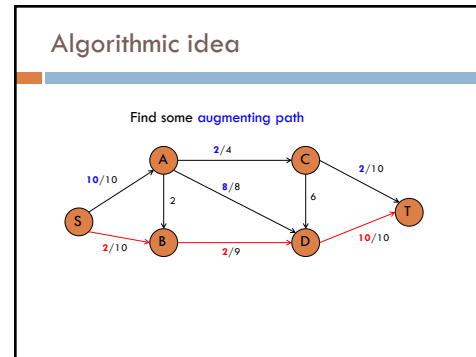 Algorithmic idea
Find some augmenting path
A 2/4 C
10/10 2 8/8 6 2/10
S T
2/10 B 2/9 D 10/10